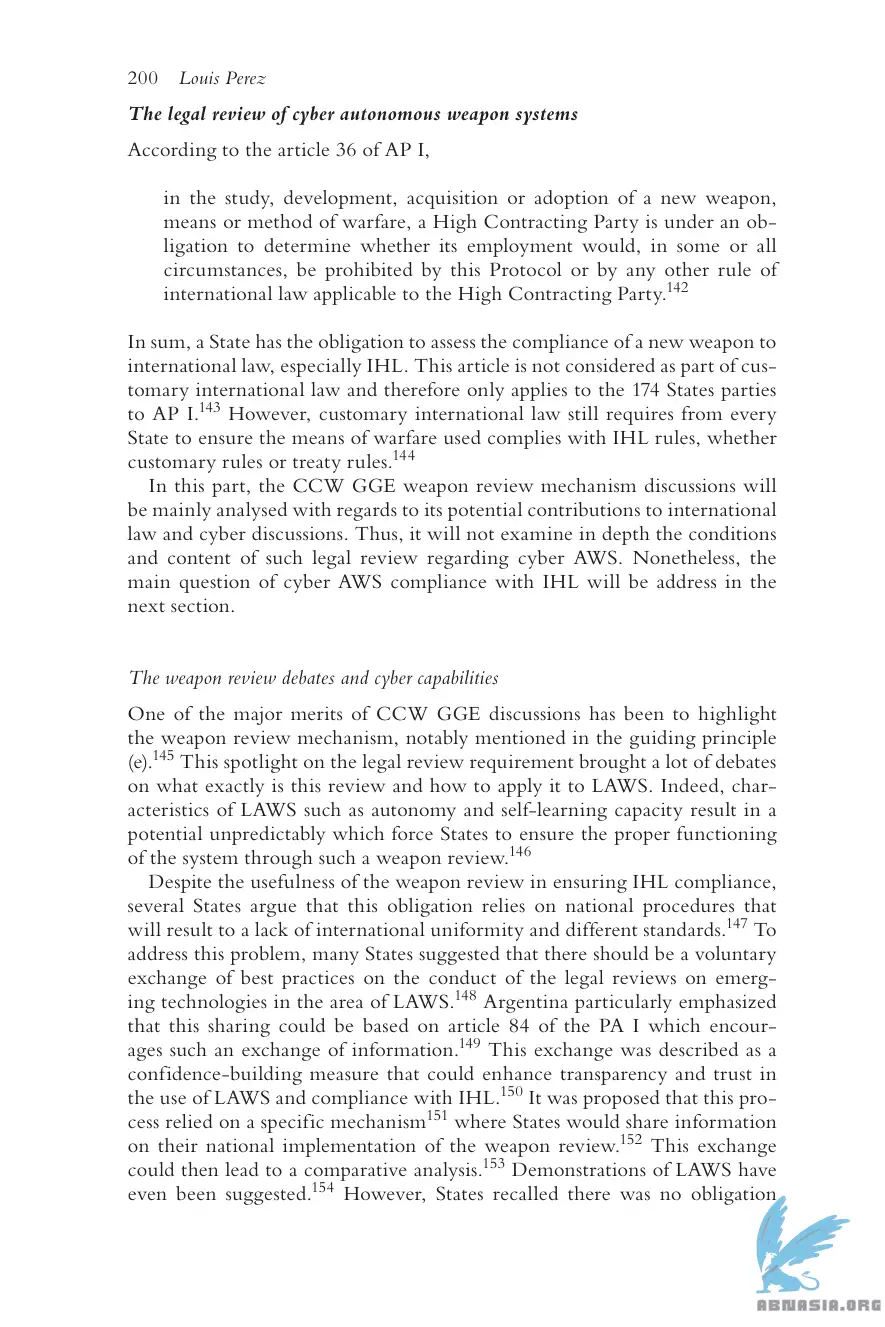 200 Louis Perez
The legal review of cyber autonomous weapon systems
According to the article 36 of AP I,
in the study, development, acquisition or adoption of a new weapon,
means or method of warfare, a High Contracting Party is under an ob-
ligation to determine whether its employment would, in some or all
circumstances, be prohibited by this Protocol or by any other rule of
international law applicable to the High Contracting Party.142
In sum, a State has the obligation to assess the compliance of a new weapon to
international law, especially IHL. This article is not considered as part of cus-
tomary international law and therefore only applies to the 174 States parties
to AP I.143 However, customary international law still requires from every
State to ensure the means of warfare used complies with IHL rules, whether
customary rules or treaty rules.144
In this part, the CCW GGE weapon review mechanism discussions will
be mainly analysed with regards to its potential contributions to international
law and cyber discussions. Thus, it will not examine in depth the conditions
and content of such legal review regarding cyber AWS. Nonetheless, the
main question of cyber AWS compliance with IHL will be address in the
next section.
The weapon review debates and cyber capabilities
One of the major merits of CCW GGE discussions has been to highlight
the weapon review mechanism, notably mentioned in the guiding principle
(e).145 This spotlight on the legal review requirement brought a lot of debates
on what exactly is this review and how to apply it to LAWS. Indeed, char-
acteristics of LAWS such as autonomy and self-learning capacity result in a
potential unpredictably which force States to ensure the proper functioning
of the system through such a weapon review.146
Despite the usefulness of the weapon review in ensuring IHL compliance,
several States argue that this obligation relies on national procedures that
will result to a lack of international uniformity and different standards.147 To
address this problem, many States suggested that there should be a voluntary
exchange of best practices on the conduct of the legal reviews on emerg-
ing technologies in the area of LAWS.148 Argentina particularly emphasized
that this sharing could be based on article 84 of the PA I which encour-
ages such an exchange of information.149 This exchange was described as a
confidence-building measure that could enhance transparency and trust in
the use of LAWS and compliance with IHL.150 It was proposed that this pro-
cess relied on a specific mechanism151 where States would share information
on their national implementation of the weapon review.152 This exchange
could then lead to a comparative analysis.153 Demonstrations of LAWS have
even been suggested.154 However, States recalled there was no obligation
ABNASIA.ORG